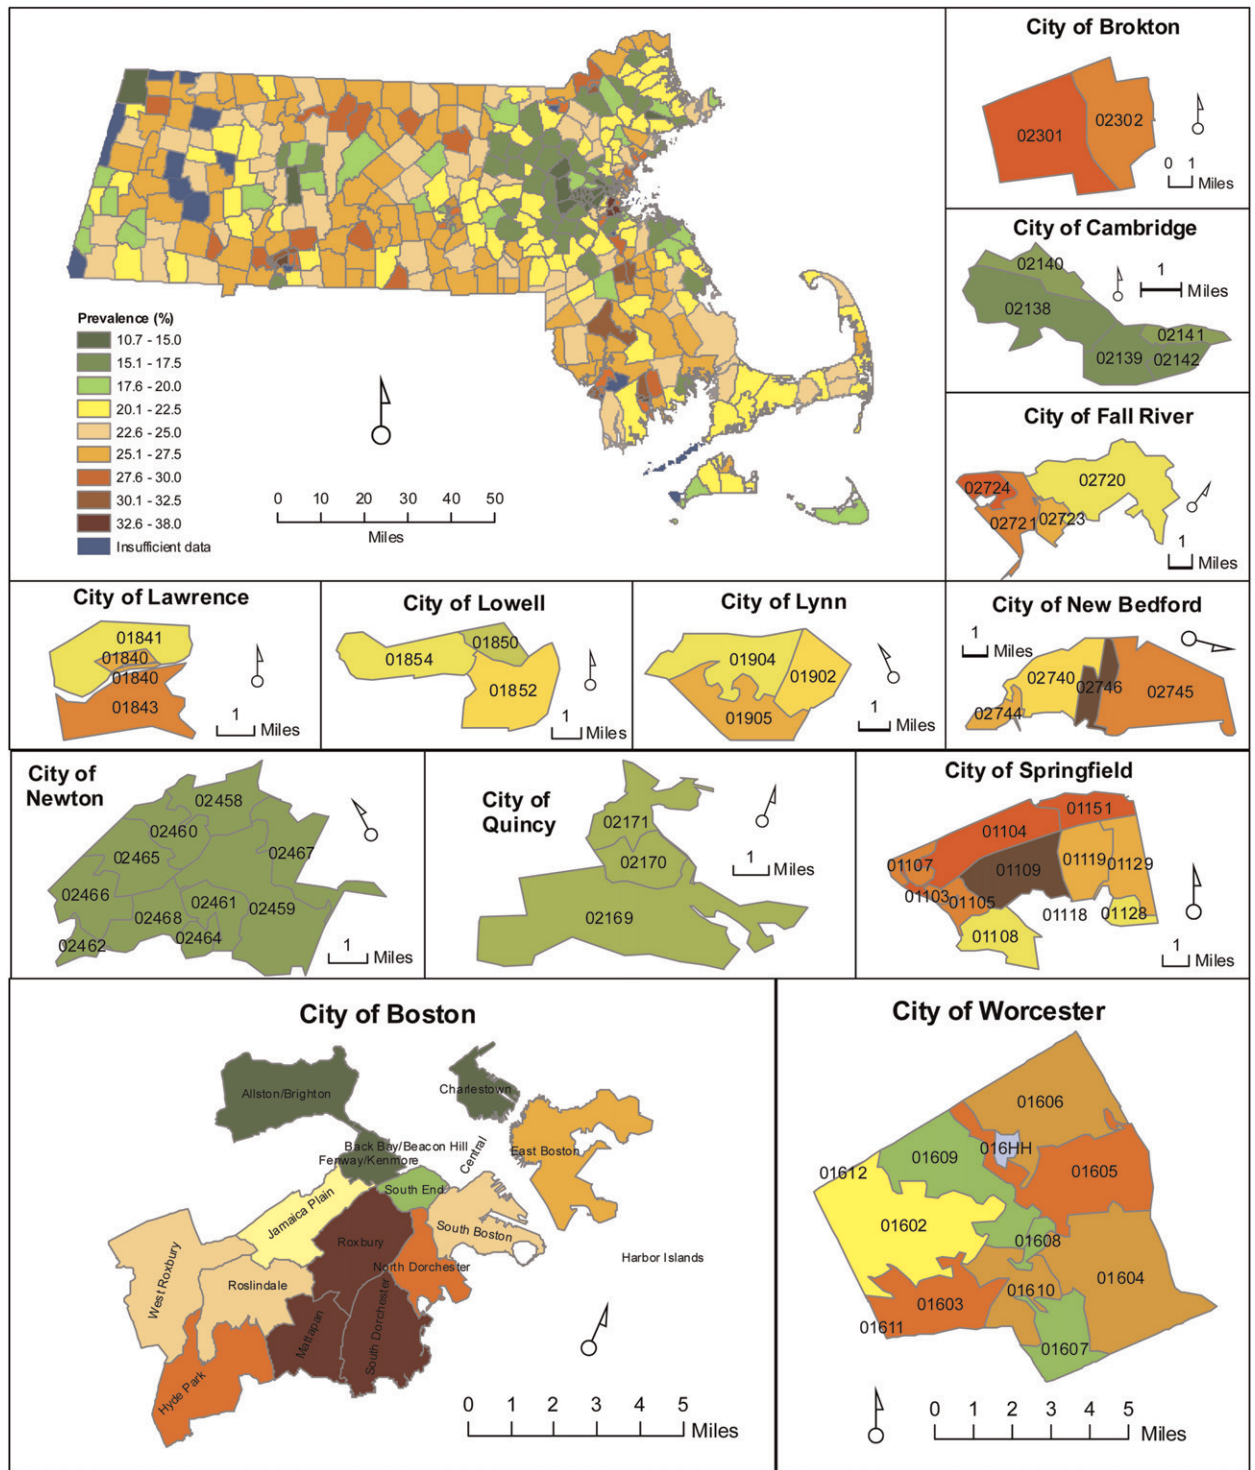 Prevalence (%)
10.7 - 15.0
15.1 - 17.5
17.6 - 20.0
20.1 - 22.5
22.6 - 25.0
25.1 - 27.5
27.6 - 30.0
30.1 - 32.5
32.6 - 38.0
Insufficient data
0 10 20 30 40 50
Miles
City of Brokton
02301
02302
0 1
Miles
City of Cambridge
02140
02138
02141
02139
02142
1
Miles
City of Fall River
02724
02720
02721
02723
1
Miles
City of Lawrence
01841
01840
01840
01843
1
Miles
City of Lowell
01850
01854
01852
1
Miles
City of Lynn
01904
01902
01905
1
Miles
City of New Bedford
1
Miles
02740
02746
02745
02744
City of
Newton
02458
02460
02467
02465
02466
02461
02459
02468
02464
02462
1
Miles
City of
Quincy
02171
02170
02169
1
Miles
City of Springfield
01151
01104
01107
01109
01119
01129
01103
01105
01118
01128
01108
1
Miles
City of Boston
Allston/Brighton
Charlestown
Back Bay/Beacon Hill
Fenway/Kenmore
Central
East Boston
South End
Jamaica Plain
South Boston
Roxbury
North Dorchester
Harbor Islands
West Roxbury
Roslindale
Mattapan
South Dorchester
Hyde Park
0 1 2 3 4 5
Miles
City of Worcester
01606
016HH
01609
01605
01612
01602
01608
01604
01610
01603
01611
01607
0 1 2 3 4 5
Miles